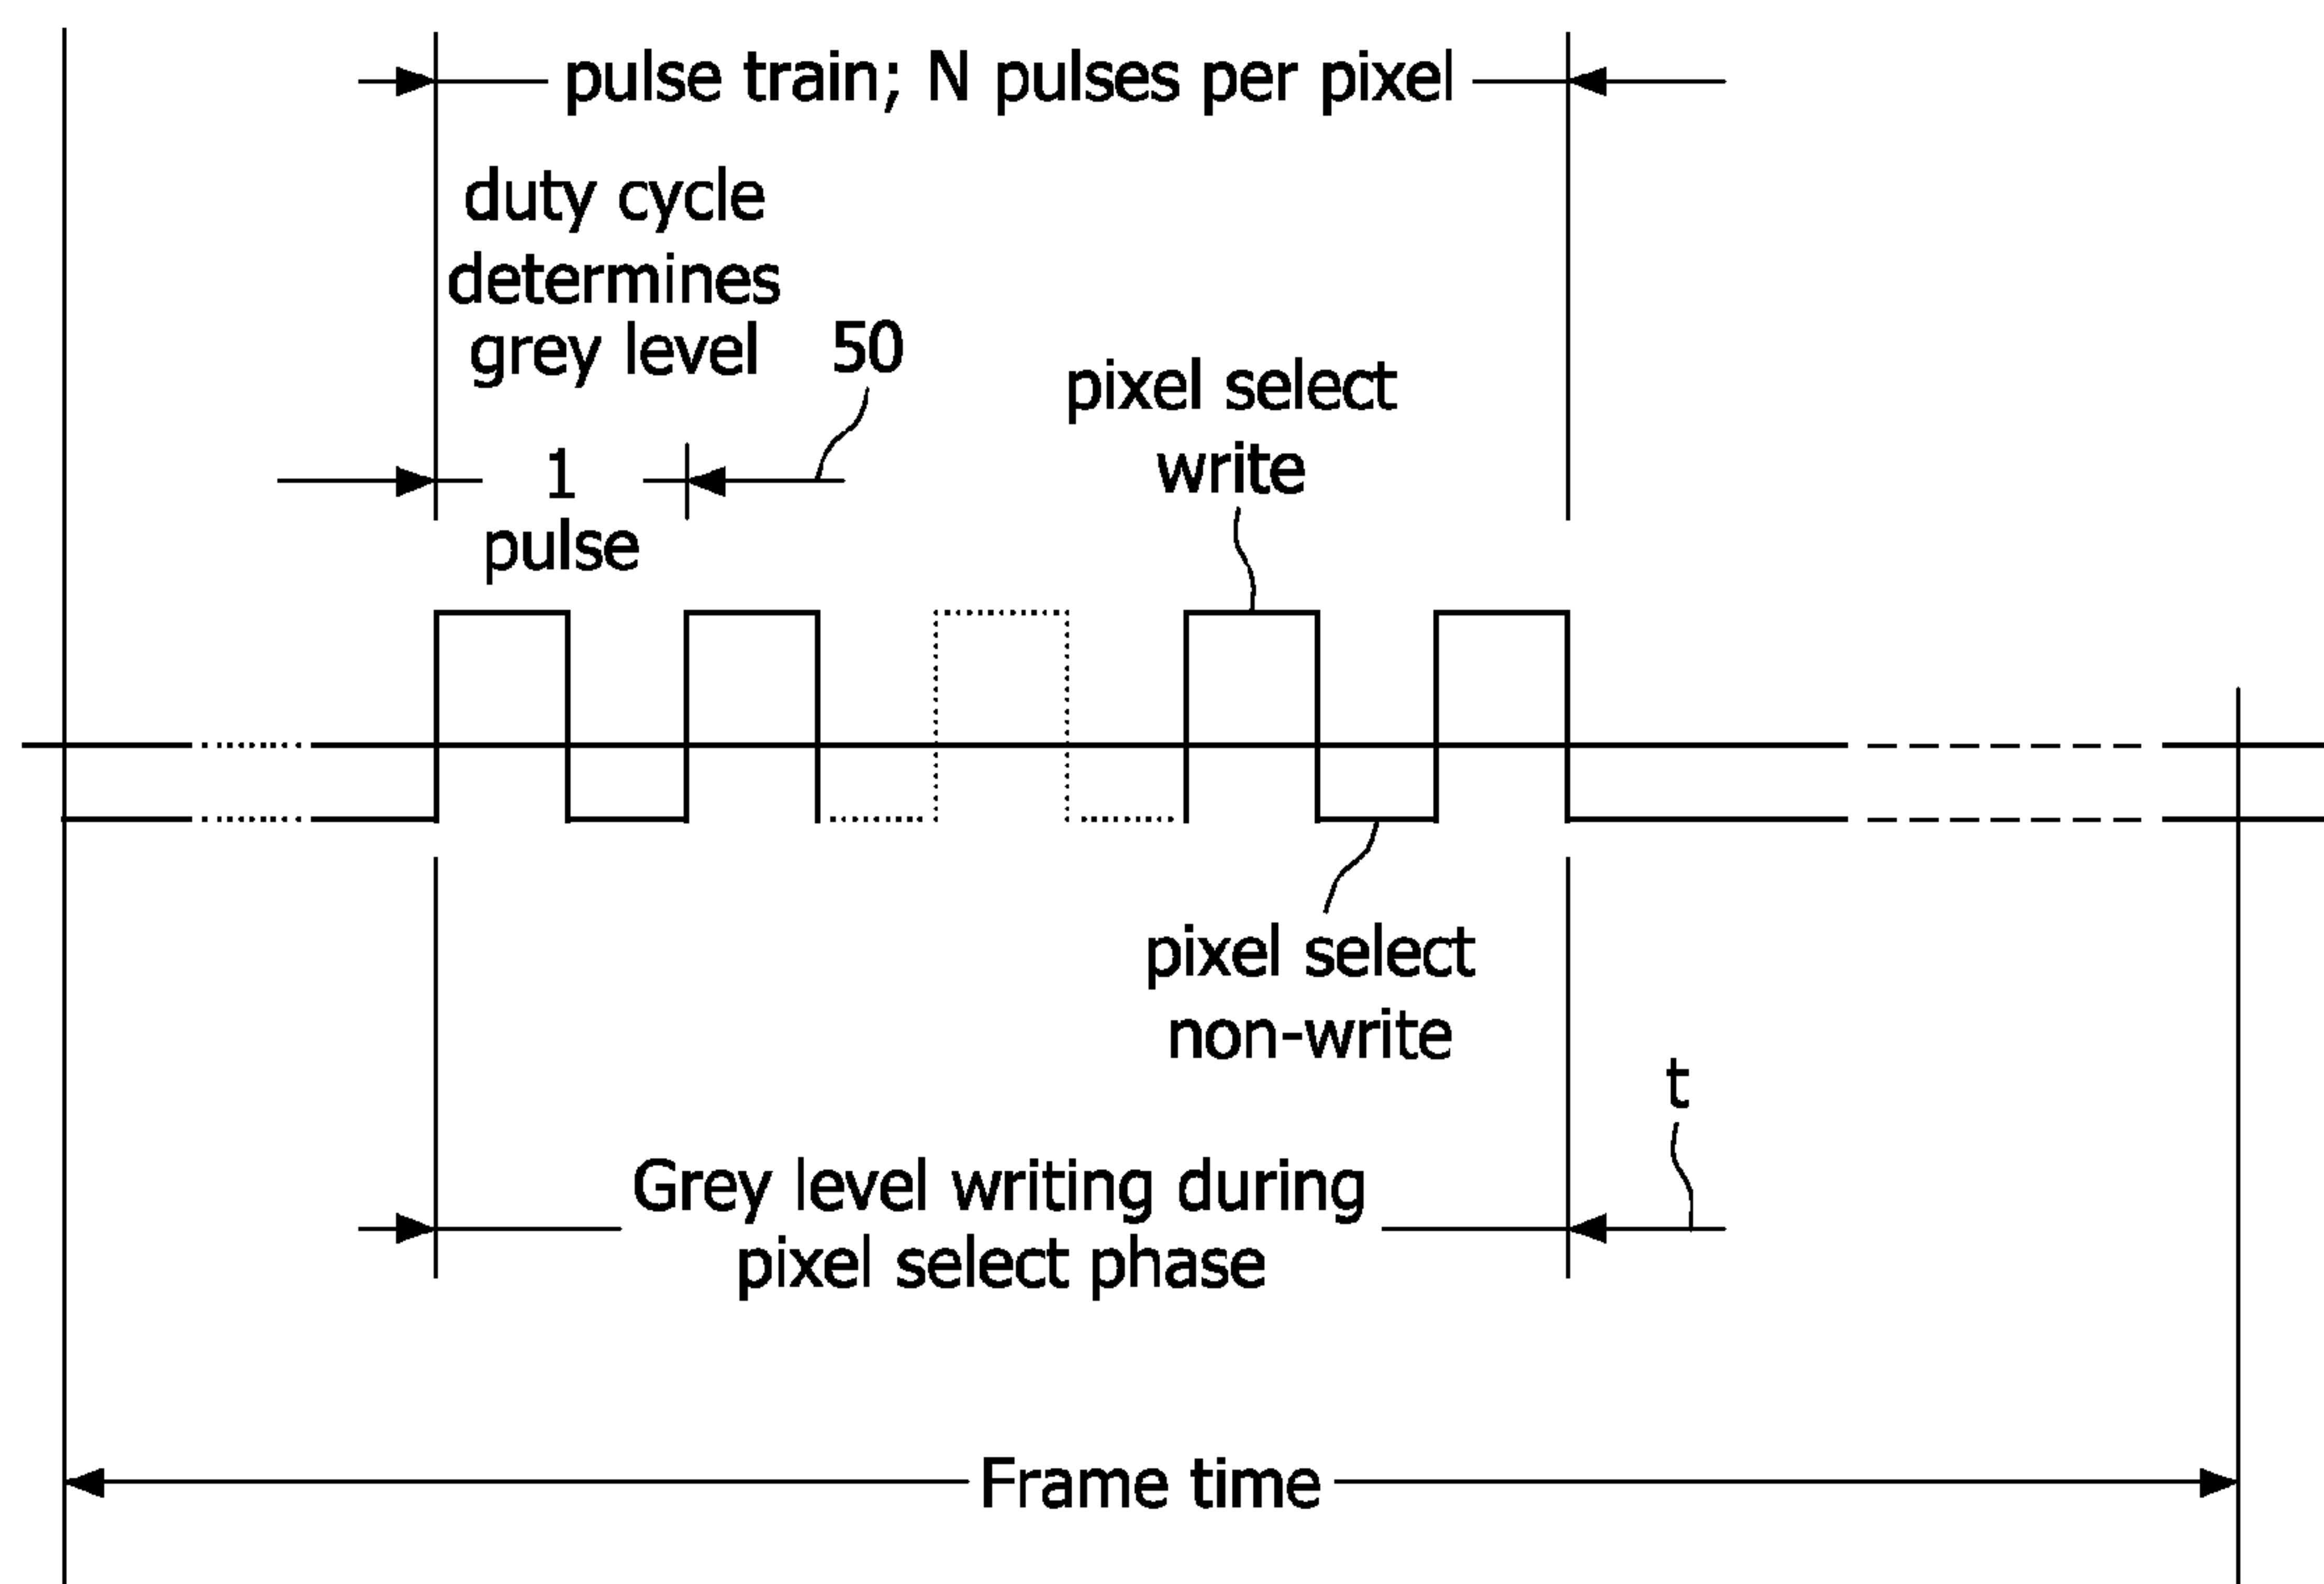 pulse train; N pulses per pixel
duty cycle
determines
grey level
50
1
pulse
pixel select
write
pixel select
non-write
t
Grey level writing during
pixel select phase
Frame time